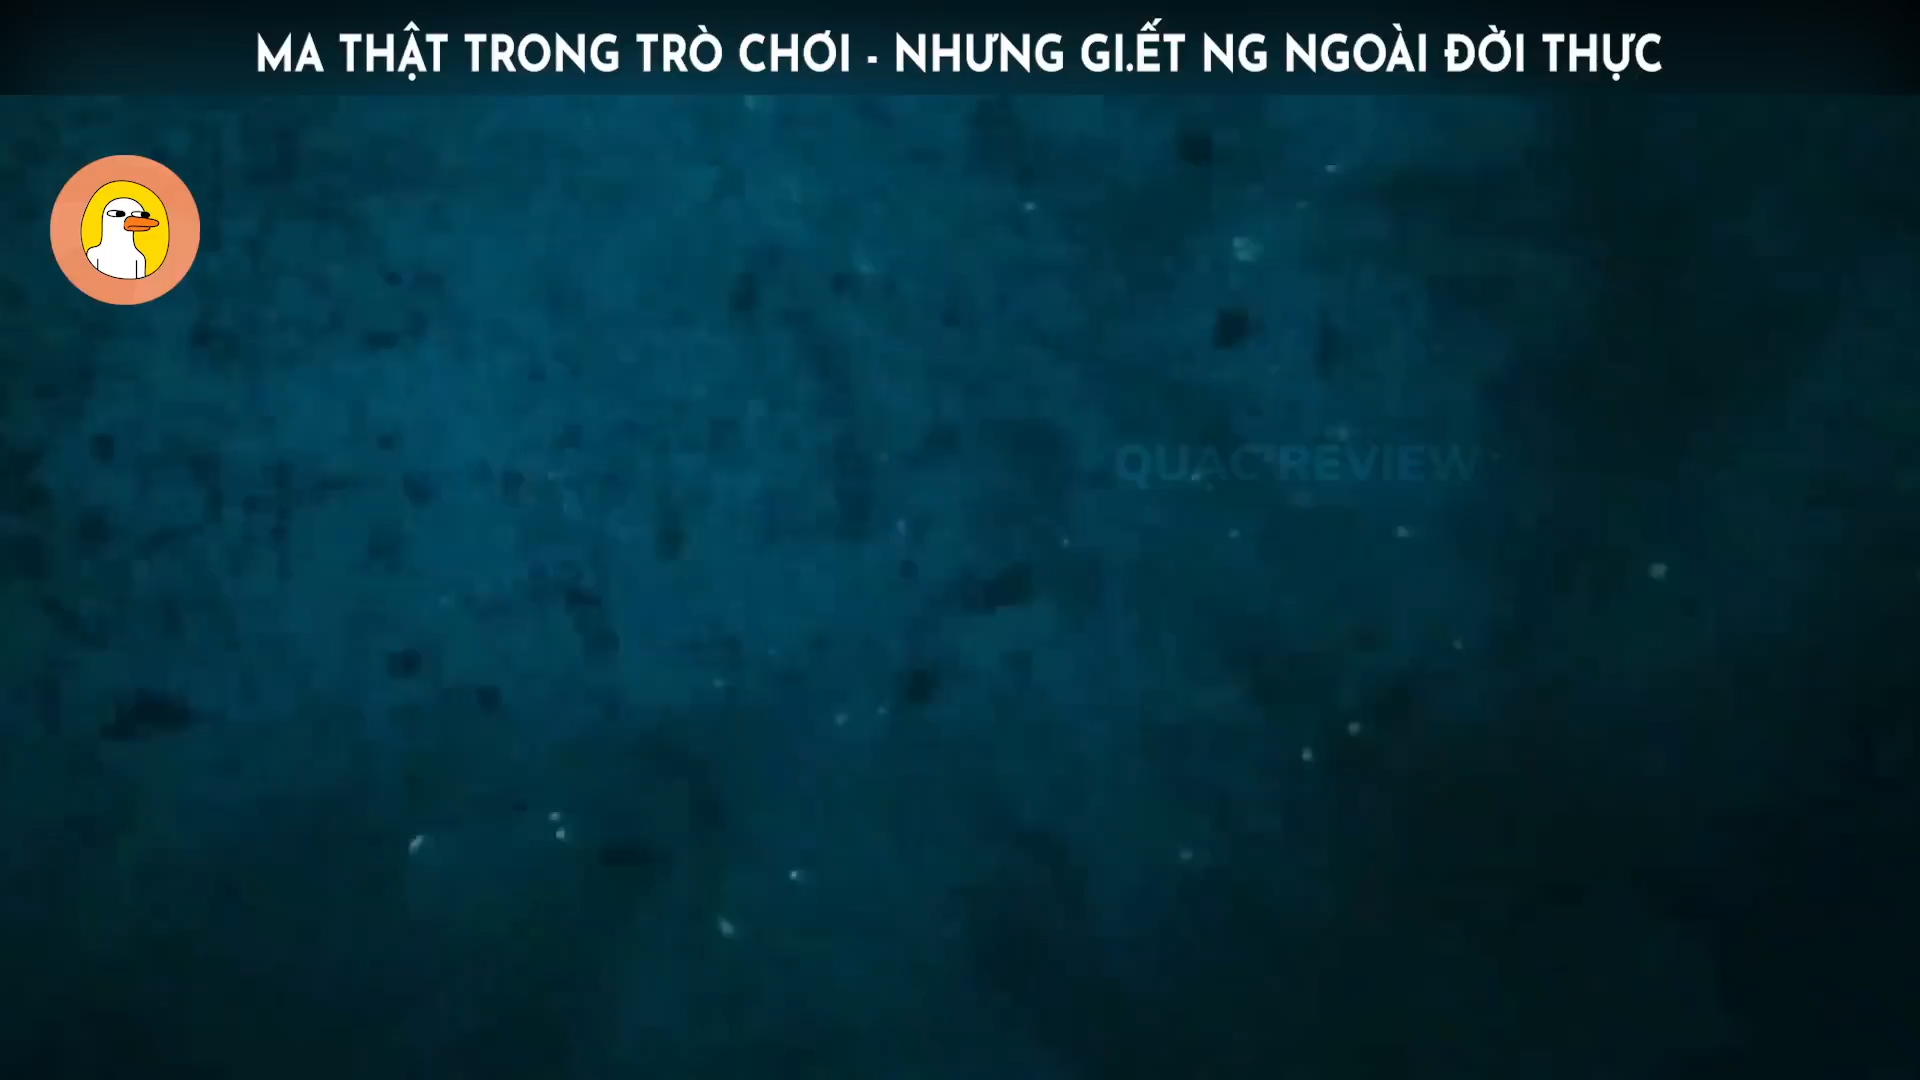 MA THẬT TRONG TRÒ CHƠI - NHƯNG GI.ẾT NG NGOÀI ĐỜI THỰC
QUAC REVIEW